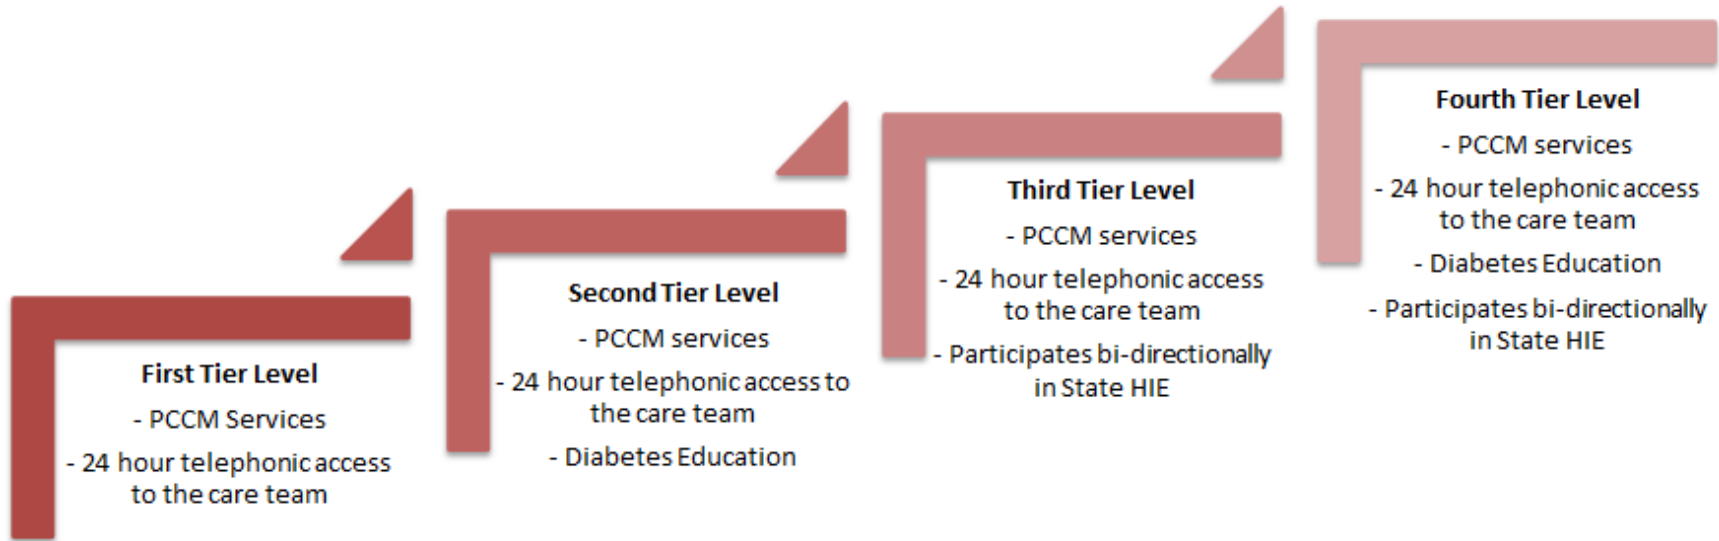 First Tier Level
- PCCM Services
- 24 hour telephonic access
to the care team
Second Tier Level
- PCCM services
- 24 hour telephonic access to
the care team
- Diabetes Education
Third Tier Level
- PCCM services
- 24 hour telephonic access
to the care team
- Participates bi-directionally
in State HIE
Fourth Tier Level
- PCCM services
- 24 hour telephonic access
to the care team
- Diabetes Education
- Participates bi-directionally
in State HIE